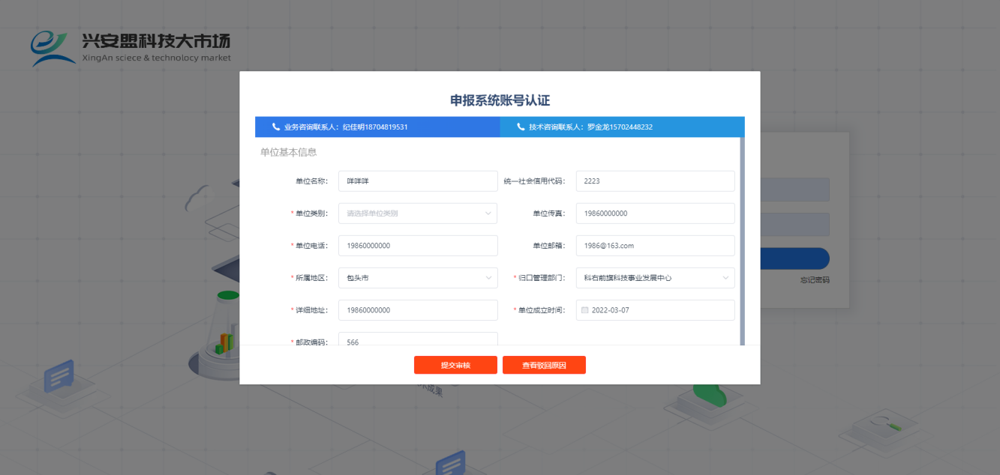 兴安盟科技大市场
XingAn sciece & technolocy market
申报系统账号认证
业务咨询联系人：纪佳明18704819531
技术咨询联系人：罗金龙15702448232
单位基本信息
单位名称： 咩咩咩 统一社会信用代码： 2223
* 单位类别： 请选择单位类别 单位传真： 19860000000
* 单位电话： 19860000000 单位邮箱： 1986@163.com
* 所属地区： 包头市 * 归口管理部门： 科右前旗科技事业发展中心
* 详细地址： 19860000000 * 单位成立时间： 2022-03-07
* 邮政编码： 566
提交审核 查看驳回原因
忘记密码
成果